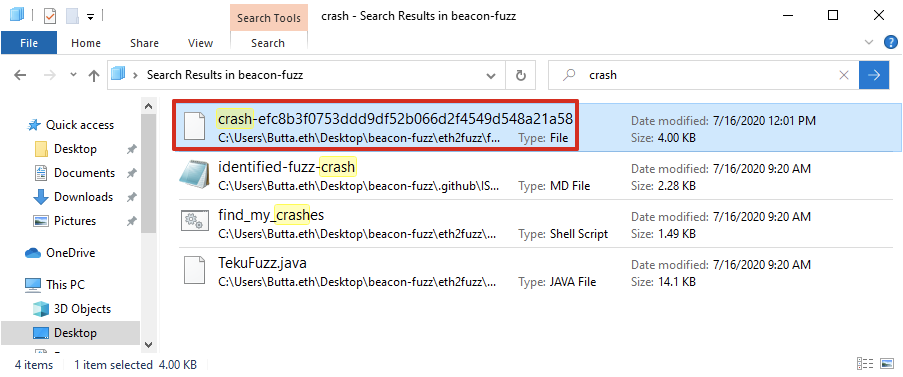 Search Tools
crash - Search Results in beacon-fuzz
File
Home
Share
View
Search
Search Results in beacon-fuzz
crash
Quick access
Desktop
Documents
Downloads
Pictures
OneDrive
This PC
3D Objects
Desktop
crash-efc8b3f0753ddd9df52b066d2f4549d548a21a58
C:\Users\Butta.eth\Desktop\beacon-fuzz\eth2fuzz\f... Type: File
Date modified: 7/16/2020 12:01 PM
Size: 4.00 KB
identified-fuzz-crash
C:\Users\Butta.eth\Desktop\beacon-fuzz\.github\IS... Type: MD File
Date modified: 7/16/2020 9:20 AM
Size: 2.28 KB
find_my_crashes
C:\Users\Butta.eth\Desktop\beacon-fuzz\eth2fuzz\... Type: Shell Script
Date modified: 7/16/2020 9:20 AM
Size: 1.49 KB
TekuFuzz.java
C:\Users\Butta.eth\Desktop\beacon-fuzz\eth2fuzz\... Type: JAVA File
Date modified: 7/16/2020 9:20 AM
Size: 14.1 KB
4 items 1 item selected 4.00 KB